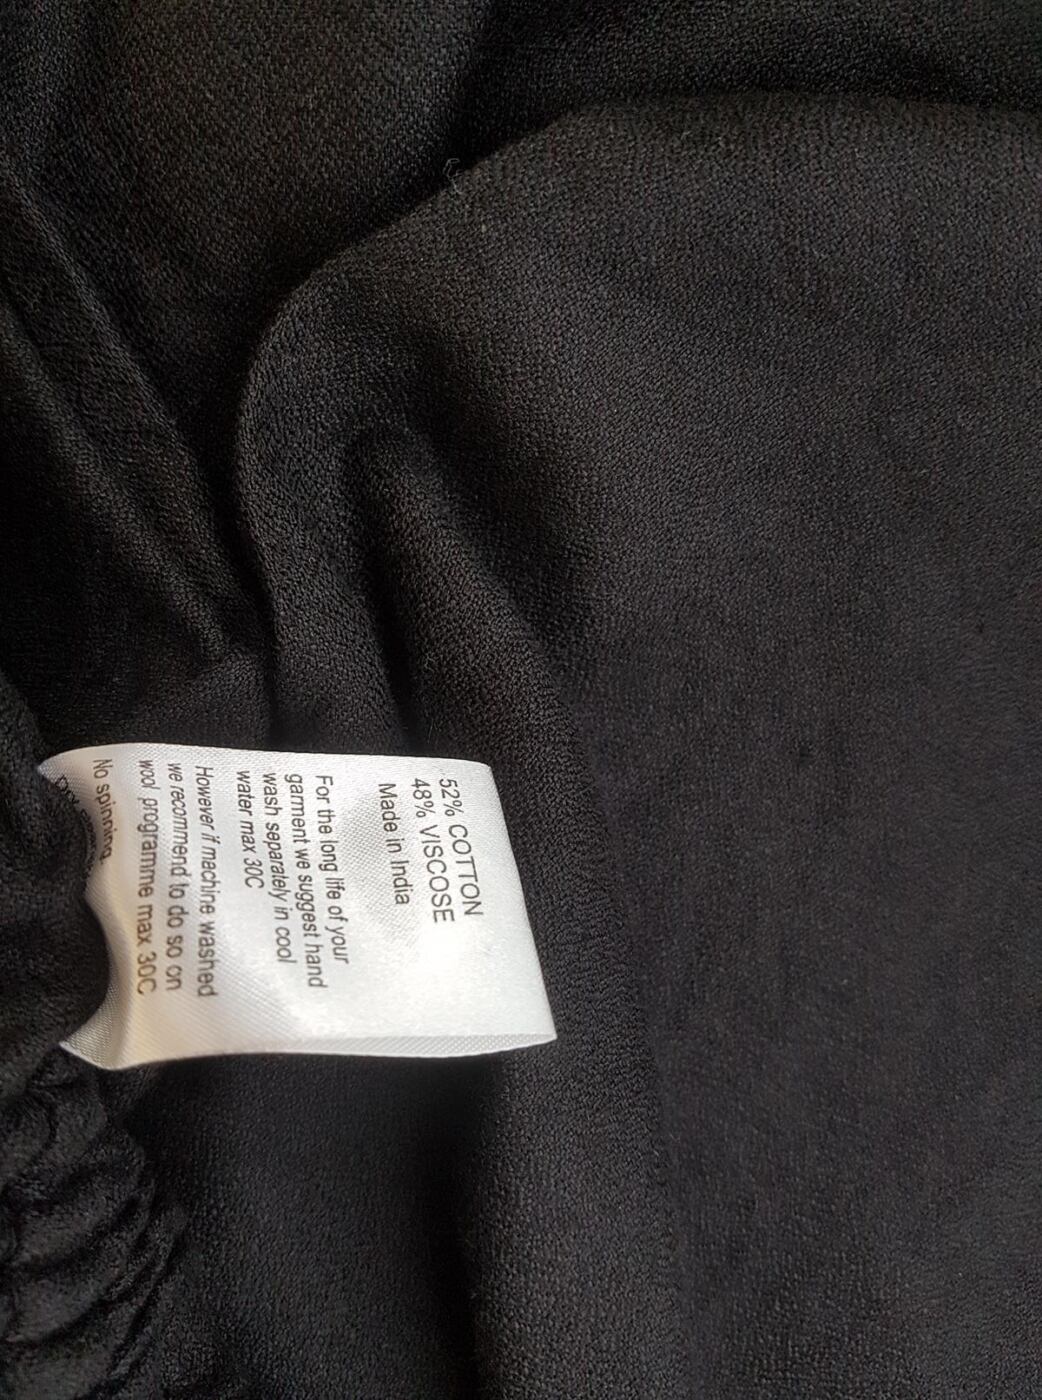 52% COTTON
48% VISCOSE
Made in India
For the long life of your
garment we suggest hand
wash separately in cool
water max 30C
However if machine washed
we recommend to do so on
wool programme max 30C
No spinning